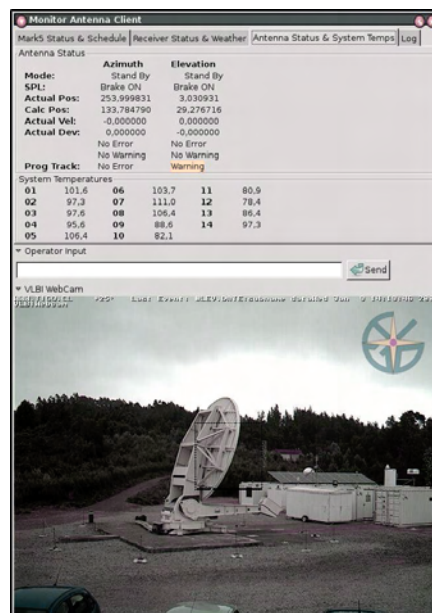 Monitor Antenna Client
Mark5 Status & Schedule Receiver Status & Weather Antenna Status & System Temps Log
Antenna Status
Azimuth Elevation
Mode: Stand By Stand By
SPL: Brake ON Brake ON
Actual Pos: 253,999831 3,030931
Calc Pos: 133,784790 29,276716
Actual Vel: -0,000000 0,000000
Actual Dev: 0,000000 -0,000000
No Error No Error
No Warning No Warning
Prog Track: No Error Warning
System Temperatures
01 101,6 06 103,7 11 80,9
02 97,3 07 111,0 12 78,4
03 97,6 08 106,4 13 86,4
04 95,6 09 88,6 14 97,3
05 106,4 10 82,1
Operator Input
Send
VLBI WebCam
Last Event: